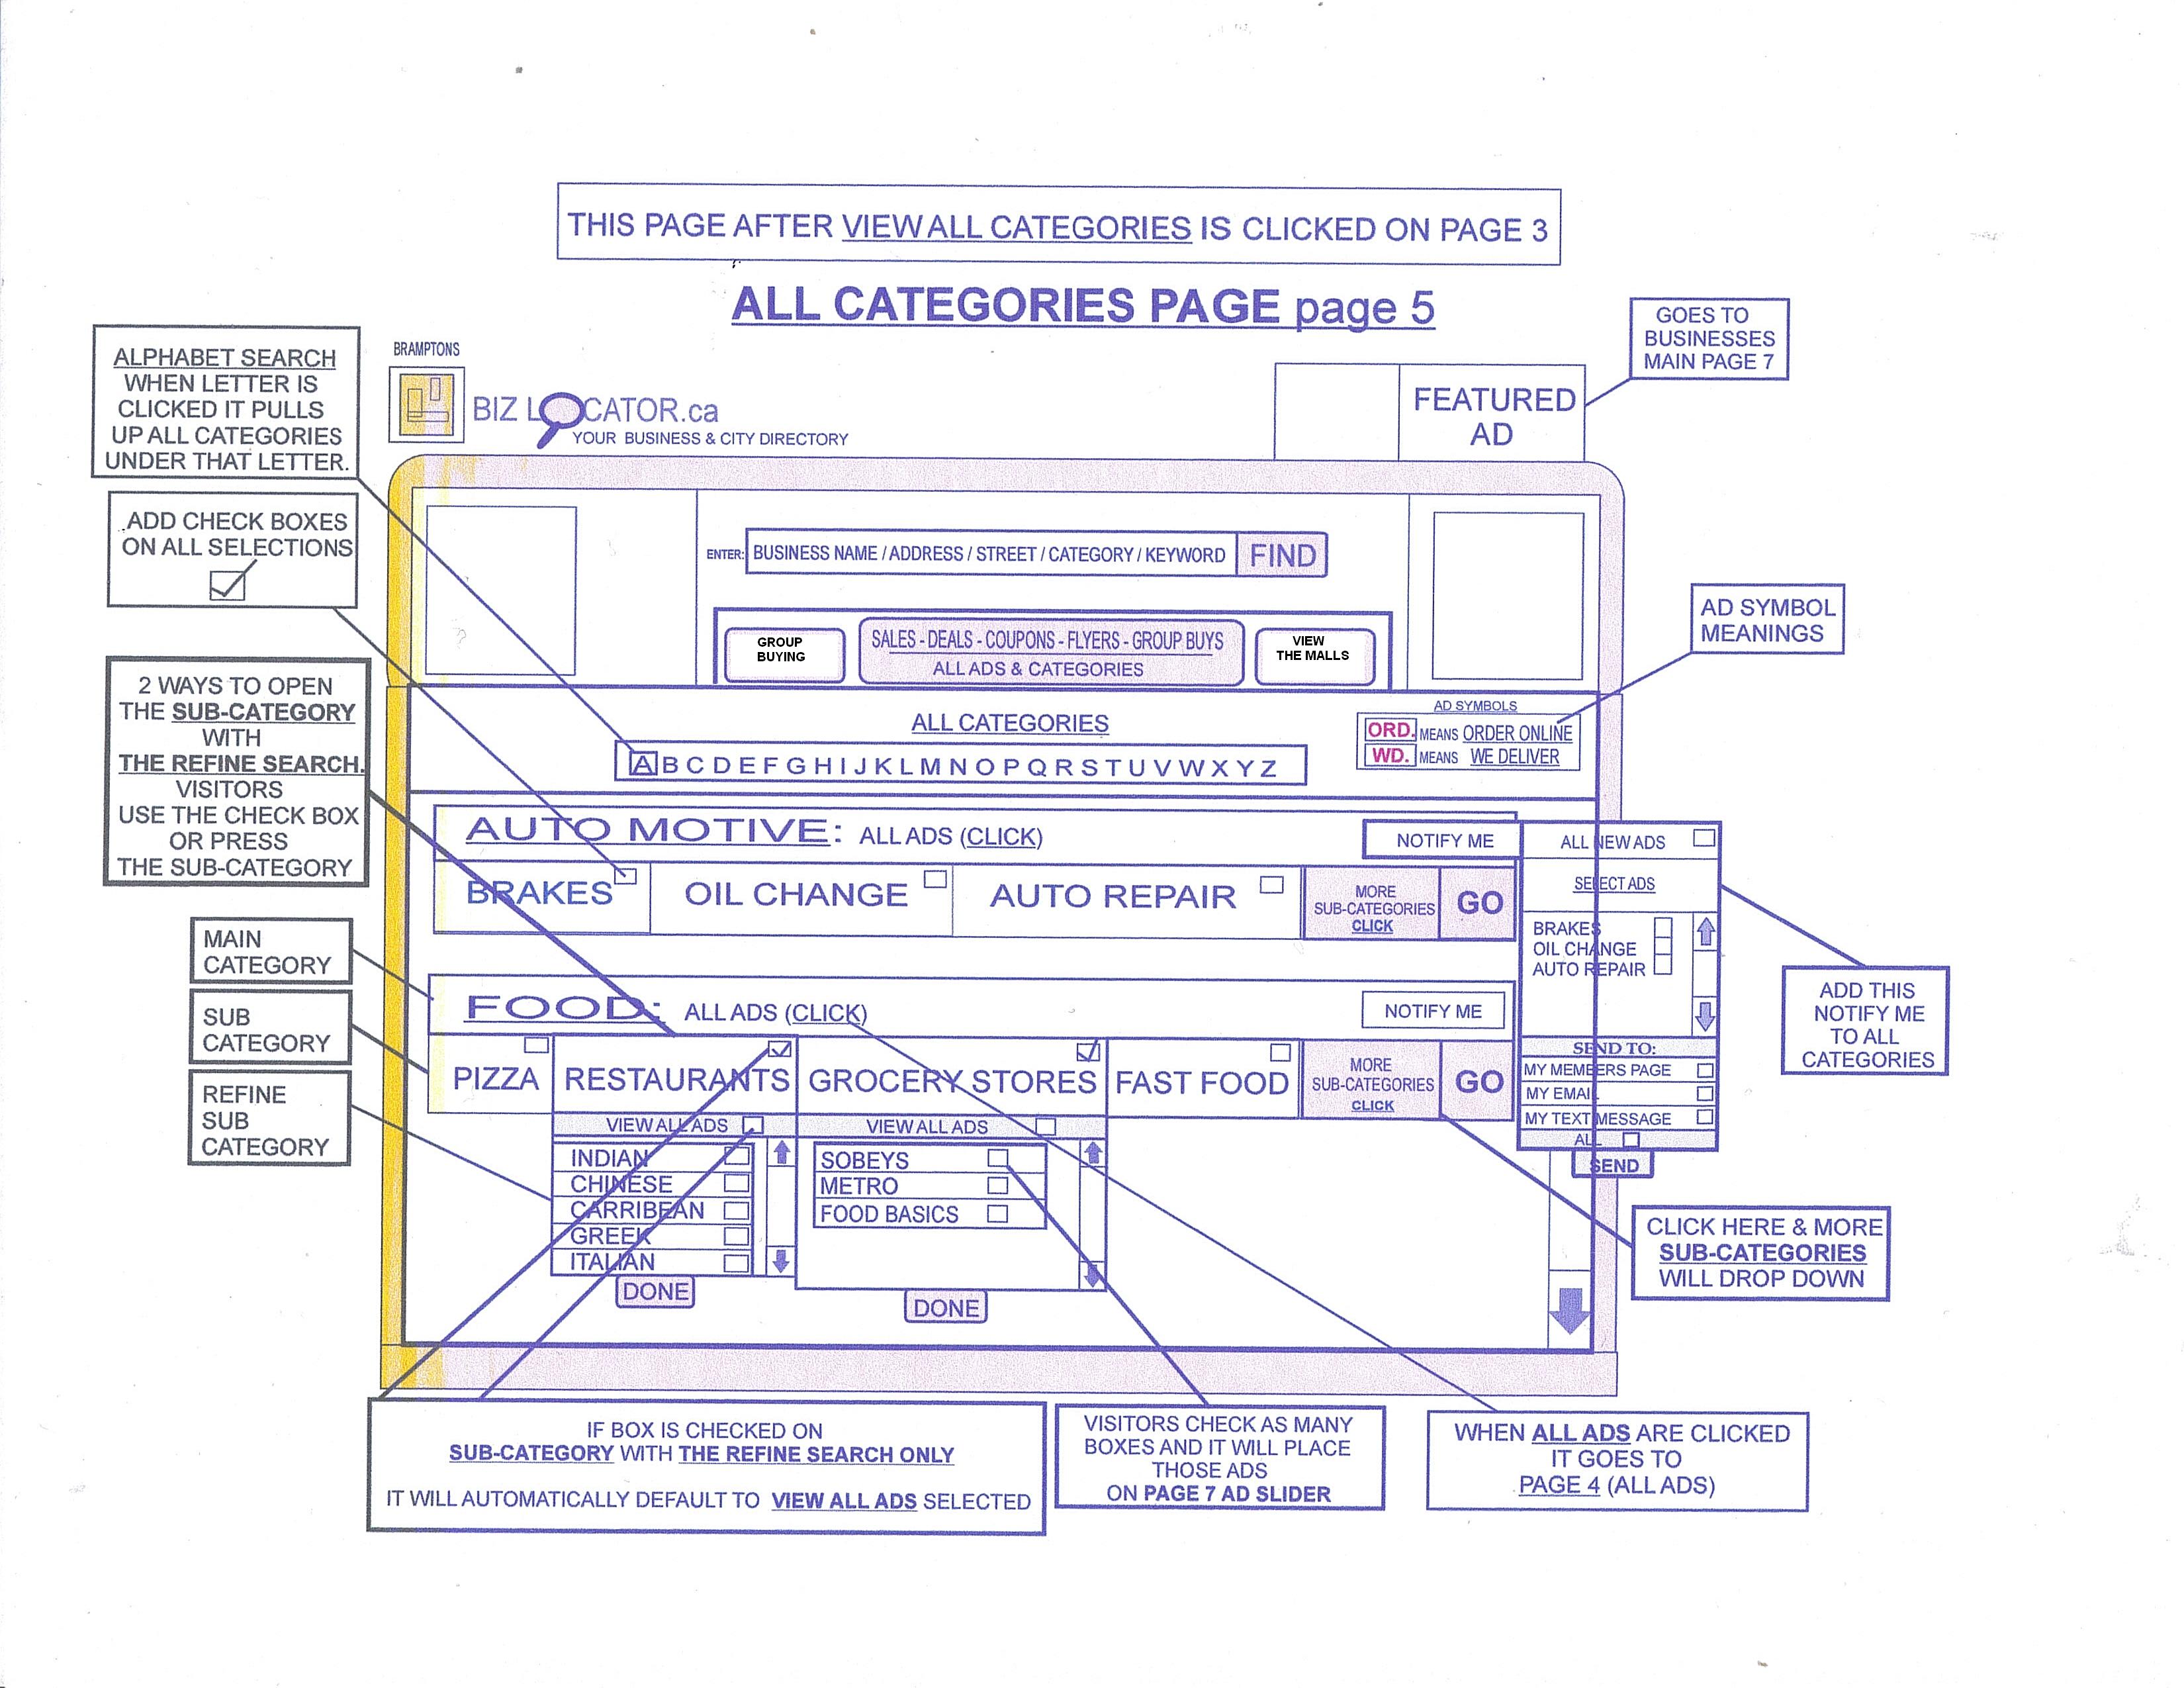 THIS PAGE AFTER VIEW ALL CATEGORIES IS CLICKED ON PAGE 3
ALL CATEGORIES PAGE page 5
GOES TO
BUSINESSES
MAIN PAGE 7
ALPHABET SEARCH
WHEN LETTER IS
CLICKED IT PULLS
UP ALL CATEGORIES
UNDER THAT LETTER.
BRAMPTONS
BIZ LOCATOR.ca
YOUR BUSINESS & CITY DIRECTORY
FEATURED
AD
ADD CHECK BOXES
ON ALL SELECTIONS
ENTER: BUSINESS NAME / ADDRESS / STREET / CATEGORY / KEYWORD FIND
GROUP
BUYING
SALES - DEALS - COUPONS - FLYERS - GROUP BUYS
ALL ADS & CATEGORIES
VIEW
THE MALLS
AD SYMBOL
MEANINGS
2 WAYS TO OPEN
THE SUB-CATEGORY
WITH
THE REFINE SEARCH.
VISITORS
USE THE CHECK BOX
OR PRESS
THE SUB-CATEGORY
ALL CATEGORIES
A B C D E F G H I J K L M N O P Q R S T U V W X Y Z
AD SYMBOLS
ORD. MEANS ORDER ONLINE
WD. MEANS WE DELIVER
AUTO MOTIVE: ALL ADS (CLICK)
NOTIFY ME
BRAKES
OIL CHANGE
AUTO REPAIR
MORE
SUB-CATEGORIES
CLICK
GO
ALL NEW ADS
SELECT ADS
BRAKES
OIL CHANGE
AUTO REPAIR
SEND TO:
MY MEMBERS PAGE
MY EMAIL
MY TEXT MESSAGE
ALL
SEND
ADD THIS
NOTIFY ME
TO ALL
CATEGORIES
MAIN
CATEGORY
SUB
CATEGORY
REFINE
SUB
CATEGORY
FOOD: ALL ADS (CLICK)
NOTIFY ME
PIZZA
RESTAURANTS
GROCERY STORES
FAST FOOD
MORE
SUB-CATEGORIES
CLICK
GO
VIEW ALL ADS
INDIAN
CHINESE
CARRIBEAN
GREEK
ITALIAN
DONE
VIEW ALL ADS
SOBEYS
METRO
FOOD BASICS
DONE
CLICK HERE & MORE
SUB-CATEGORIES
WILL DROP DOWN
IF BOX IS CHECKED ON
SUB-CATEGORY WITH THE REFINE SEARCH ONLY
IT WILL AUTOMATICALLY DEFAULT TO VIEW ALL ADS SELECTED
VISITORS CHECK AS MANY
BOXES AND IT WILL PLACE
THOSE ADS
ON PAGE 7 AD SLIDER
WHEN ALL ADS ARE CLICKED
IT GOES TO
PAGE 4 (ALL ADS)